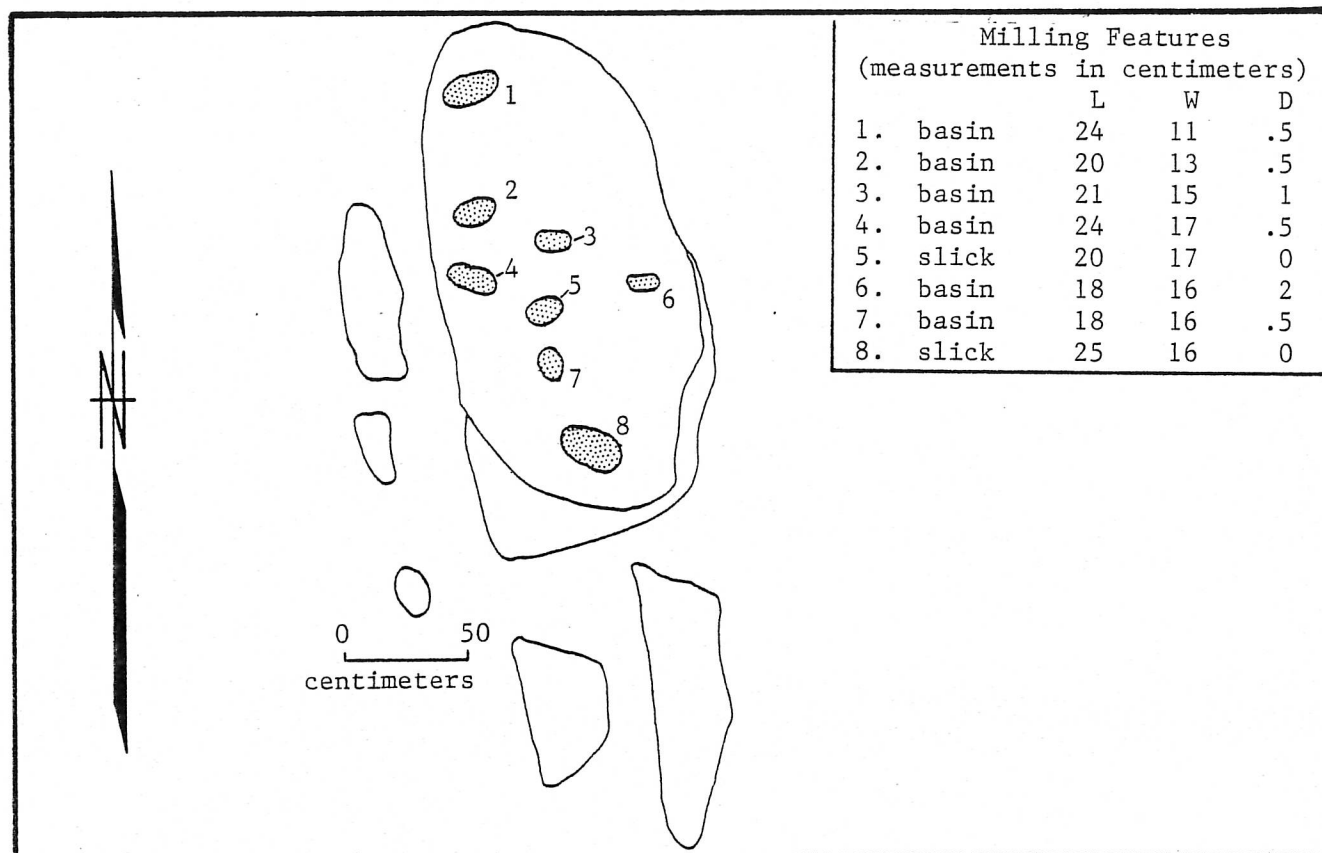 Milling Features
(measurements in centimeters)
L W D
1. basin 24 11 .5
2. basin 20 13 .5
3. basin 21 15 1
4. basin 24 17 .5
5. slick 20 17 0
6. basin 18 16 2
7. basin 18 16 .5
8. slick 25 16 0
1
2
3
4
5
6
7
8
N
0 50
centimeters